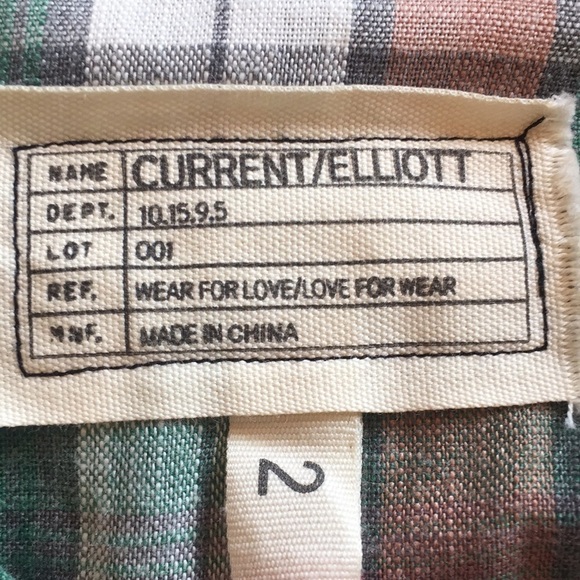 NAME CURRENT/ELLIOTT
DEPT. 10.15.9.5
LOT 001
REF. WEAR FOR LOVE/LOVE FOR WEAR
MNF. MADE IN CHINA
2